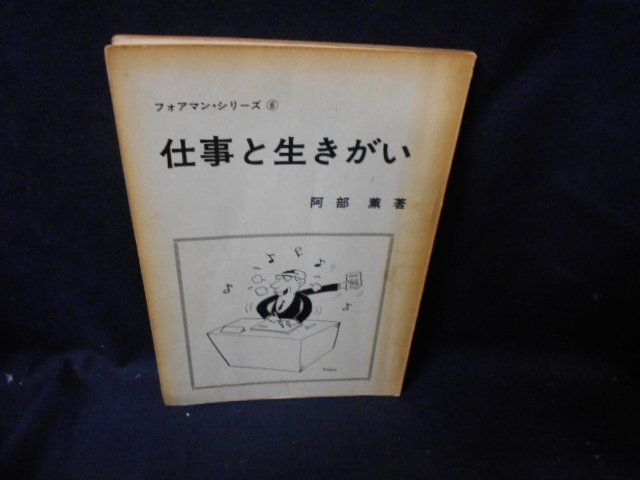 フォアマン・シリーズ⑥
仕事と生きがい
阿部 薫著